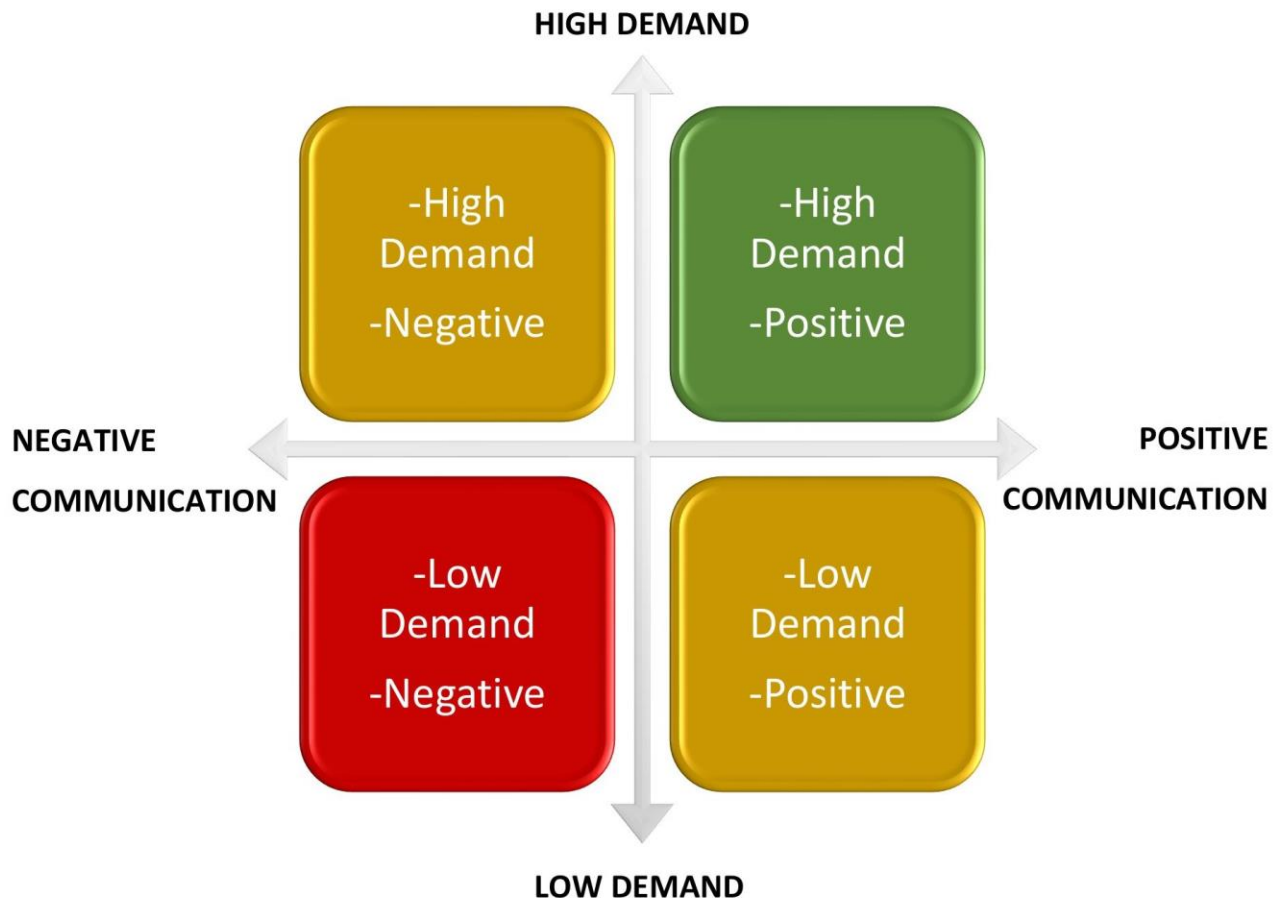 HIGH DEMAND
-High
Demand
-Negative
-High
Demand
-Positive
NEGATIVE
COMMUNICATION
POSITIVE
COMMUNICATION
-Low
Demand
-Negative
-Low
Demand
-Positive
LOW DEMAND